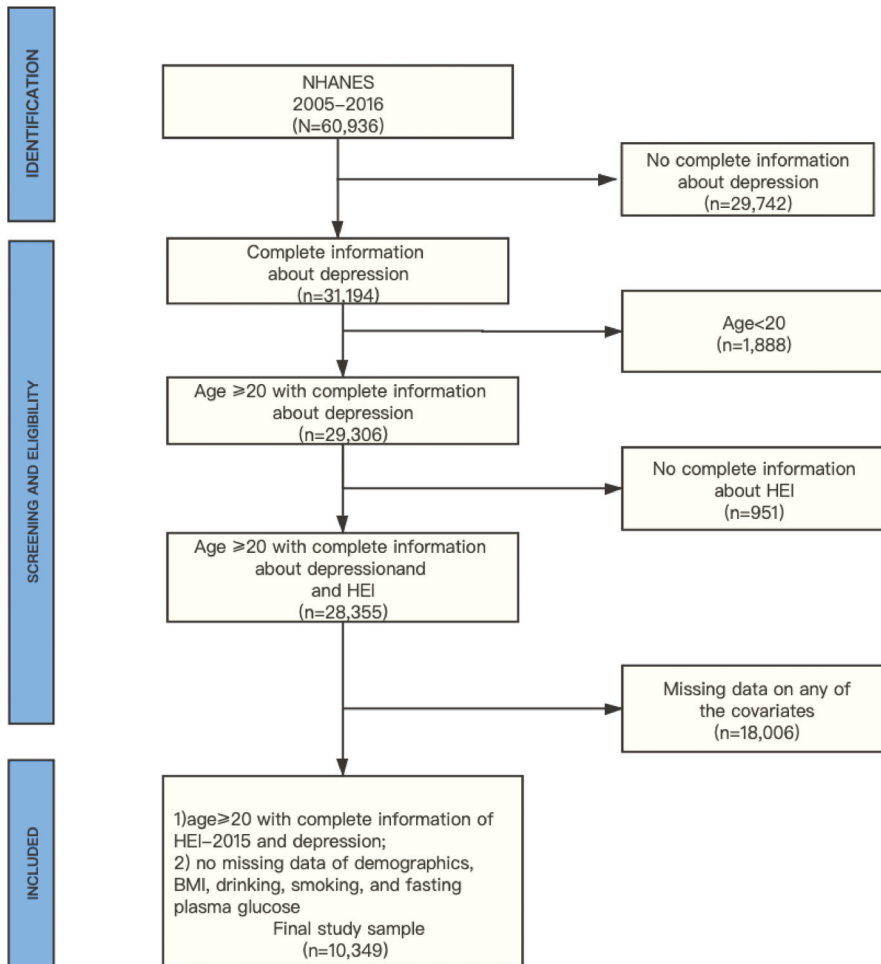 IDENTIFICATION
NHANES
2005–2016
(N=60,936)
No complete information
about depression
(n=29,742)
SCREENING AND ELIGIBILITY
Complete information
about depression
(n=31,194)
Age<20
(n=1,888)
Age ≥20 with complete information
about depression
(n=29,306)
No complete information
about HEI
(n=951)
Age ≥20 with complete information
about depressionand
and HEI
(n=28,355)
Missing data on any of
the covariates
(n=18,006)
INCLUDED
1)age≥20 with complete information of
HEI–2015 and depression;
2) no missing data of demographics,
BMI, drinking, smoking, and fasting
plasma glucose
Final study sample
(n=10,349)